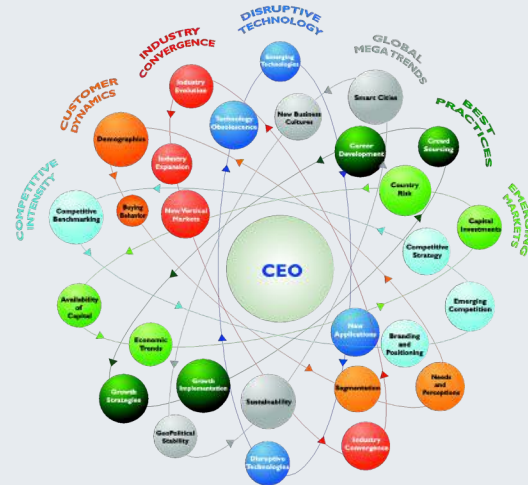 DISRUPTIVE
TECHNOLOGY
INDUSTRY
CONVERGENCE
GLOBAL
MEGATRENDS
CUSTOMER
DYNAMICS
BEST
PRACTICES
COMPETITIVE
INTENSITY
EMERGING
MARKETS
Emerging
Technologies
Industry
Evolution
Smart Cities
New Business
Cultures
Technology
Obsolescence
Demographics
Career
Development
Crowd
Sourcing
Industry
Expansion
Country
Risk
Competitive
Benchmarking
Buying
Behavior
New Vertical
Markets
Capital
Investments
Competitive
Strategy
CEO
Availability
of
Capital
Emerging
Competition
Economic
Trends
New
Applications
Branding
and
Positioning
Growth
Strategies
Growth
Implementation
Sustainability
Segmentation
Needs
and
Perceptions
GeoPolitical
Stability
Industry
Convergence
Disruptive
Technologies